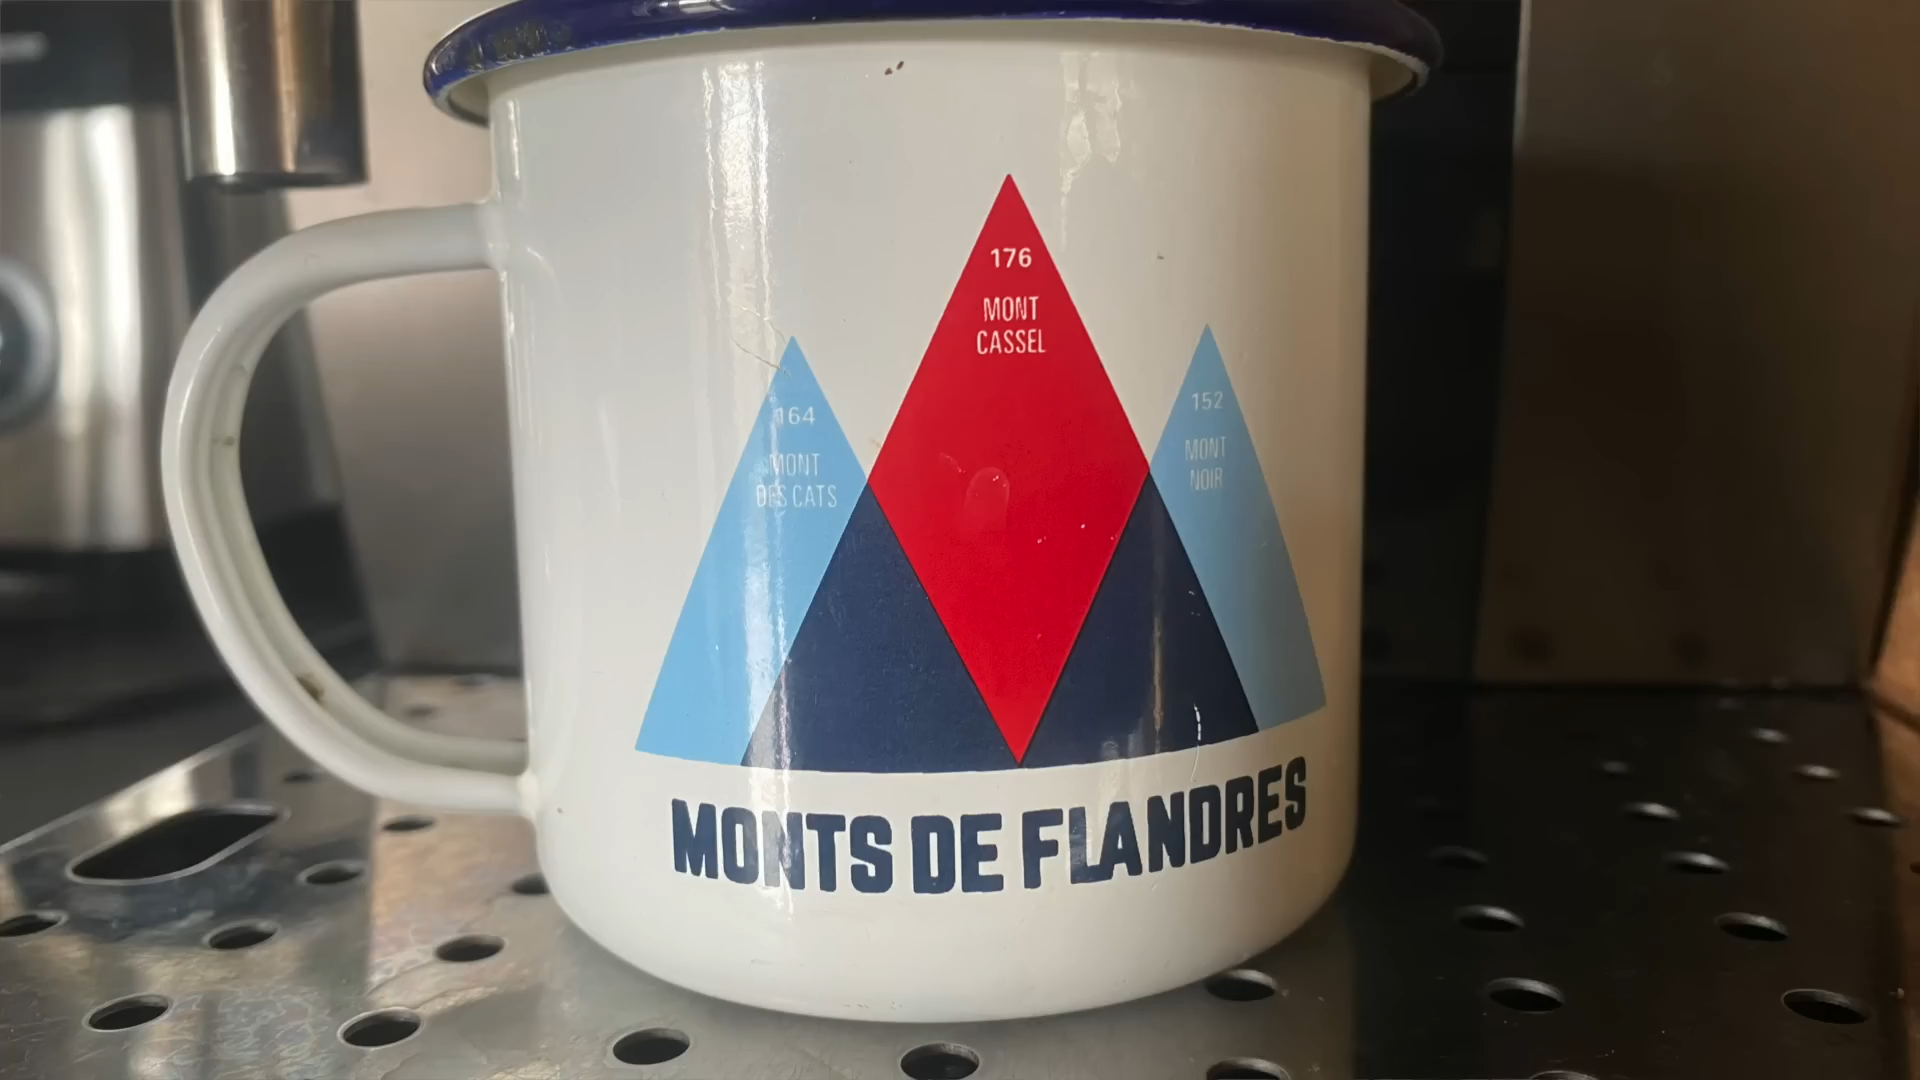 176
MONT
CASSEL
164
MONT
DES CATS
152
MONT
NOIR
MONTS DE FLANDRES